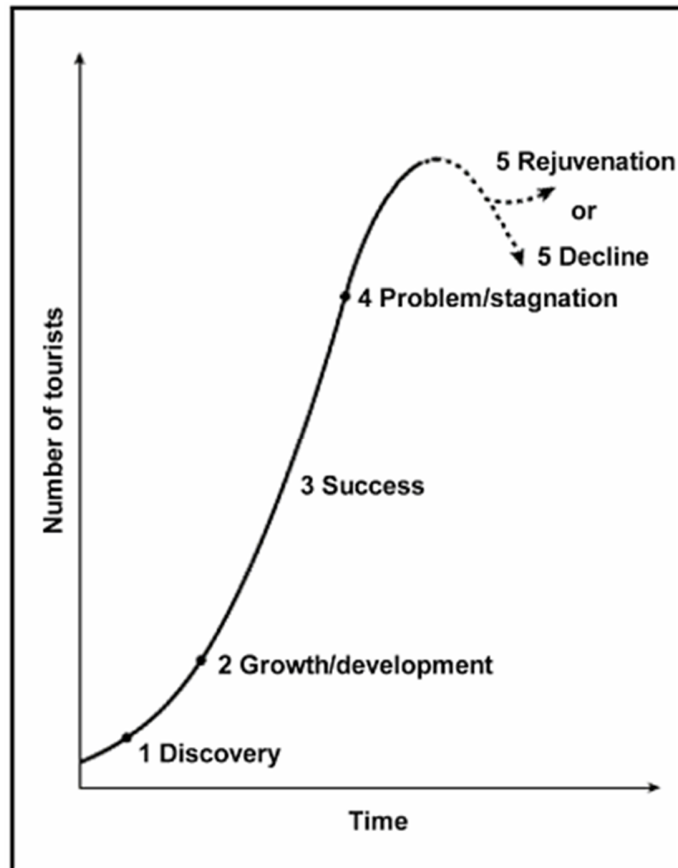 5 Rejuvenation
or
5 Decline
4 Problem/stagnation
Number of tourists
3 Success
2 Growth/development
1 Discovery
Time